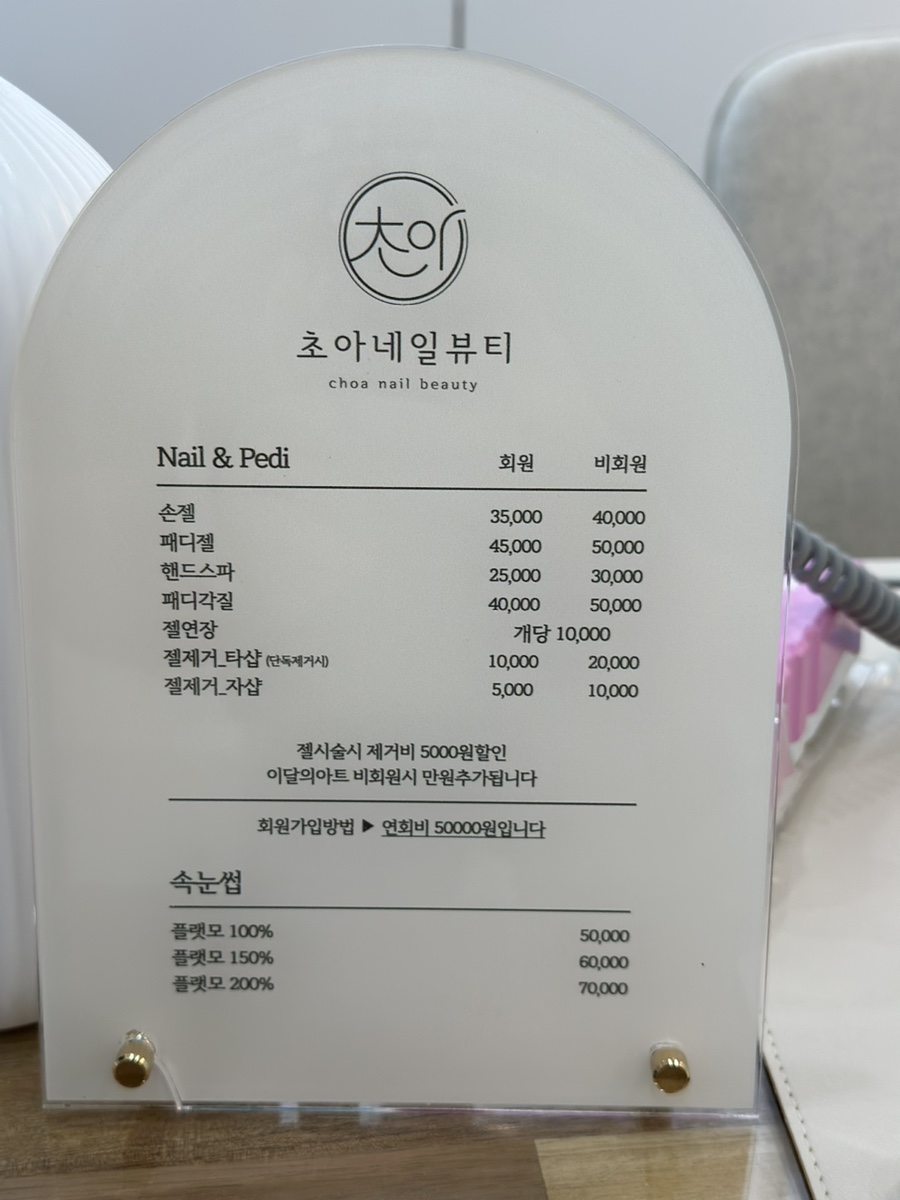 초아
초아네일뷰티
choa nail beauty
Nail & Pedi 회원 비회원
손젤 35,000 40,000
패디젤 45,000 50,000
핸드스파 25,000 30,000
패디각질 40,000 50,000
젤연장 개당 10,000
젤제거_타샵 (단독제거시) 10,000 20,000
젤제거_자샵 5,000 10,000
젤시술시 제거비 5000원할인
이달의아트 비회원시 만원추가됩니다
회원가입방법 ▶ 연회비 50000원입니다
속눈썹
플랫모 100% 50,000
플랫모 150% 60,000
플랫모 200% 70,000